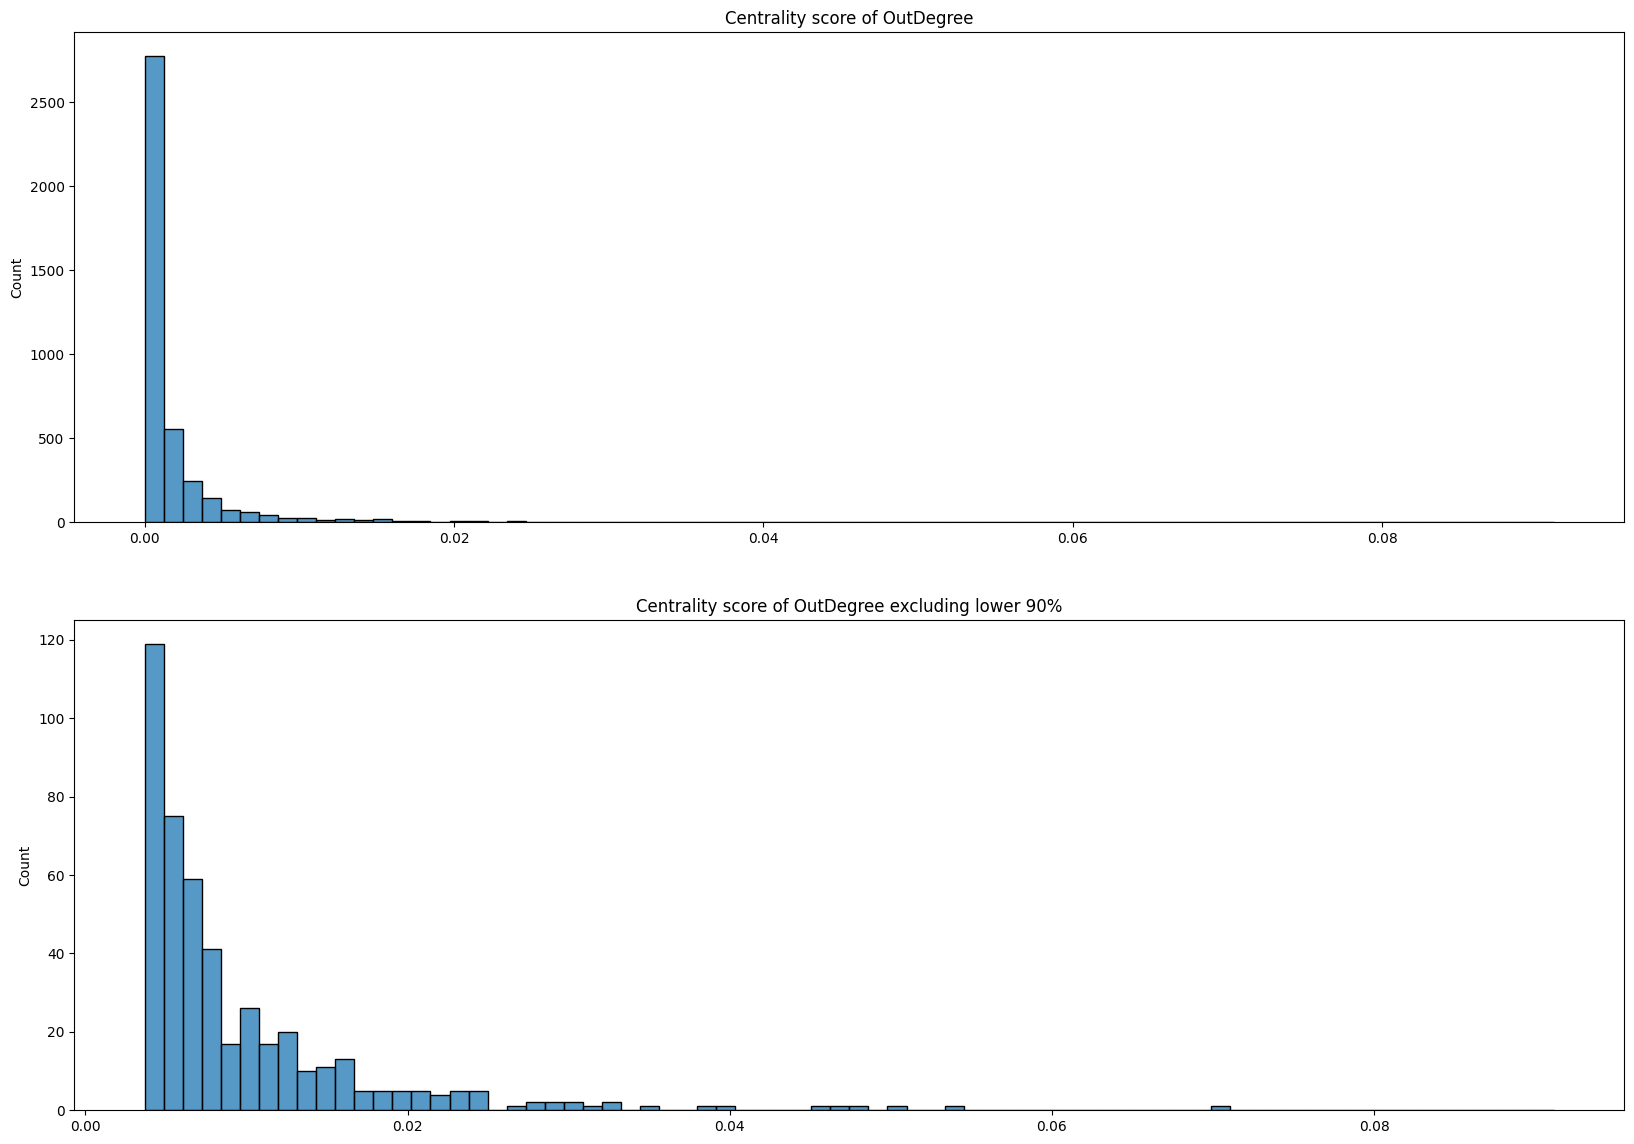 Centrality score of OutDegree
Count
2500
2000
1500
1000
500
0
0.00 0.02 0.04 0.06 0.08
Centrality score of OutDegree excluding lower 90%
Count
120
100
80
60
40
20
0
0.00 0.02 0.04 0.06 0.08